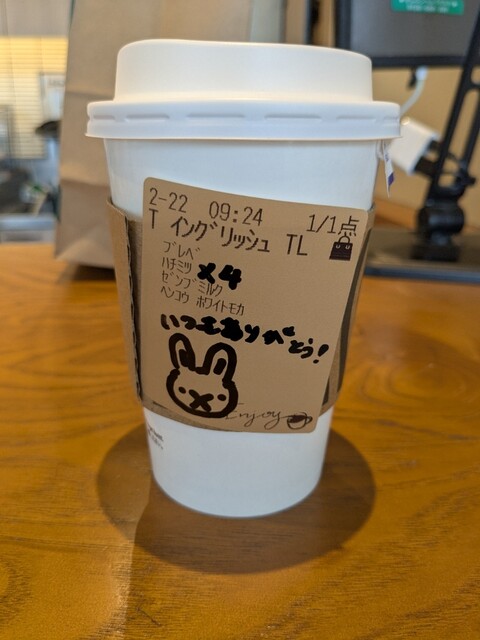 2-22 09:24 1/1点
T イングリッシュ TL
ブレベ
ハチミツ x4
ゼンブミルク
ヘンコウ ホワイトモカ
いつもありがとう!
Enjoy